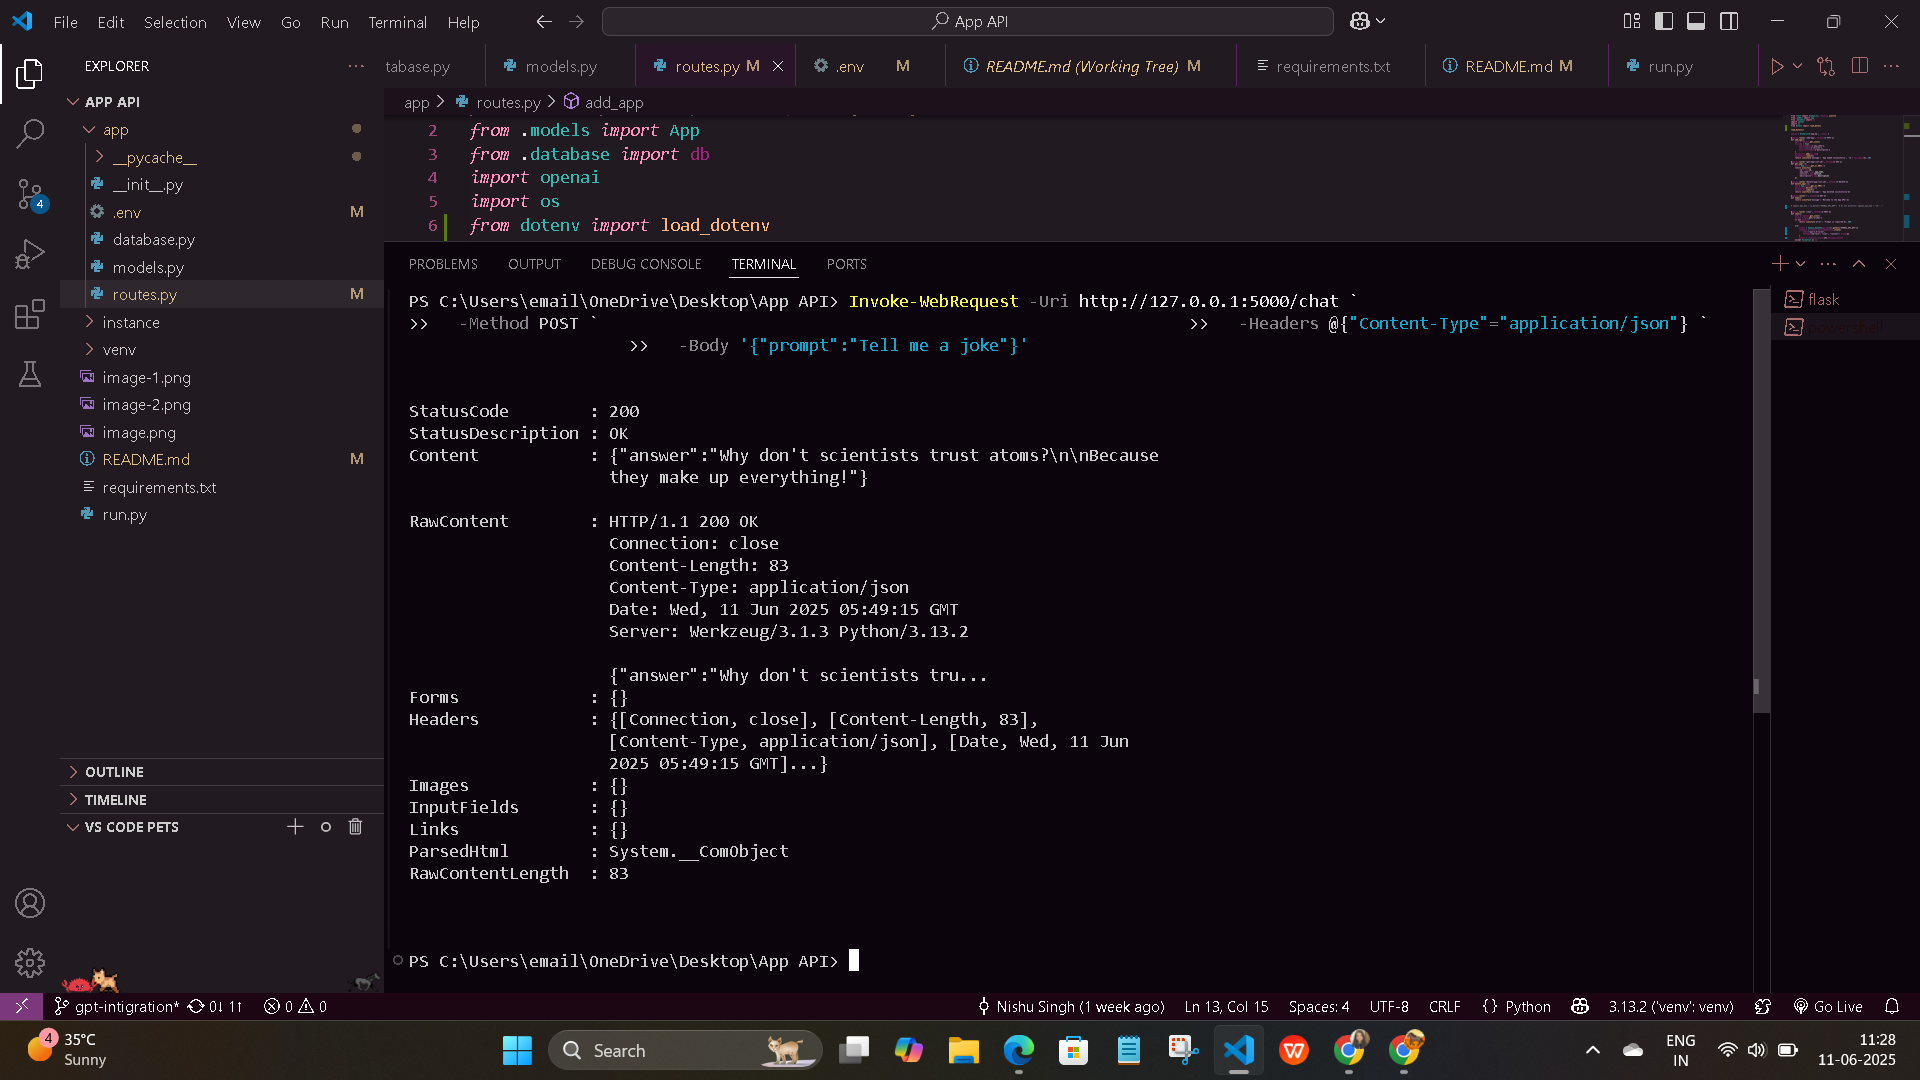 File Edit Selection View Go Run Terminal Help
App API
EXPLORER
APP API
app
__pycache__
__init__.py
.env M
database.py
models.py
routes.py M
instance
venv
image-1.png
image-2.png
image.png
README.md M
requirements.txt
run.py
OUTLINE
TIMELINE
VS CODE PETS
4
tabase.py models.py routes.py M .env M README.md (Working Tree) M requirements.txt README.md M run.py
app > routes.py > add_app
2 from .models import App
3 from .database import db
4 import openai
5 import os
6 from dotenv import load_dotenv
PROBLEMS OUTPUT DEBUG CONSOLE TERMINAL PORTS
flask
PS C:\Users\email\OneDrive\Desktop\App API> Invoke-WebRequest -Uri http://127.0.0.1:5000/chat `
>> -Method POST ` >> -Headers @{"Content-Type"="application/json"} `
>> -Body '{"prompt":"Tell me a joke"}'
StatusCode : 200
StatusDescription : OK
Content : {"answer":"Why don't scientists trust atoms?\n\nBecause
they make up everything!"}
RawContent : HTTP/1.1 200 OK
Connection: close
Content-Length: 83
Content-Type: application/json
Date: Wed, 11 Jun 2025 05:49:15 GMT
Server: Werkzeug/3.1.3 Python/3.13.2
{"answer":"Why don't scientists tru...
Forms : {}
Headers : {[Connection, close], [Content-Length, 83],
[Content-Type, application/json], [Date, Wed, 11 Jun
2025 05:49:15 GMT]...}
Images : {}
InputFields : {}
Links : {}
ParsedHtml : System.__ComObject
RawContentLength : 83
PS C:\Users\email\OneDrive\Desktop\App API>
gpt-intigration* 0↓ 1↑ 0 0 Nishu Singh (1 week ago) Ln 13, Col 15 Spaces: 4 UTF-8 CRLF {} Python 3.13.2 ('venv': venv) Go Live
4
35°C
Sunny
Search
ENG
IN
11:28
11-06-2025